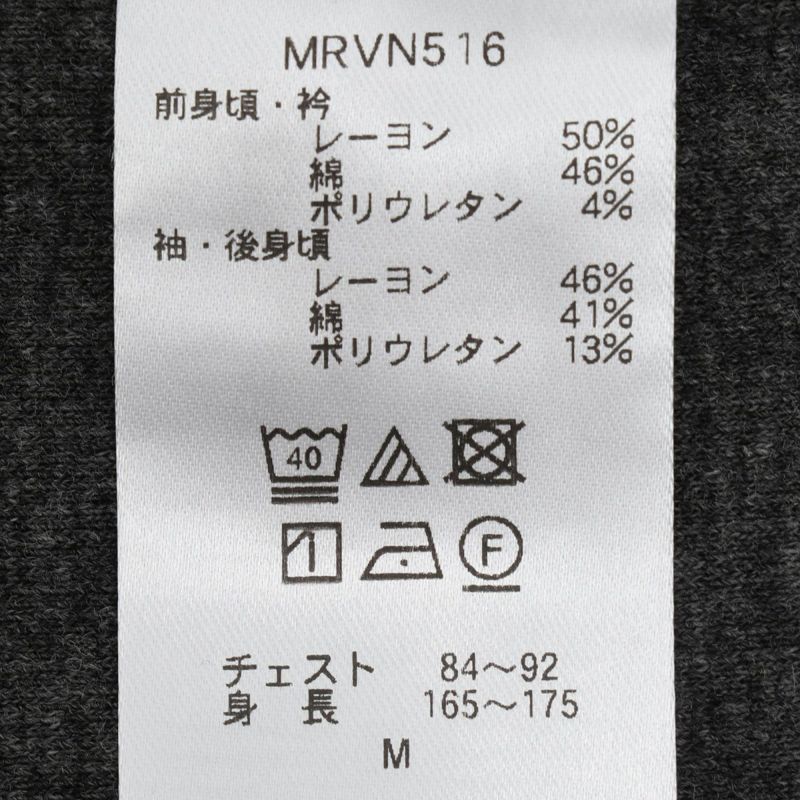 MRVN516
前身頃・衿
レーヨン 50%
綿 46%
ポリウレタン 4%
袖・後身頃
レーヨン 46%
綿 41%
ポリウレタン 13%
40
F
チェスト 84～92
身 長 165～175
M